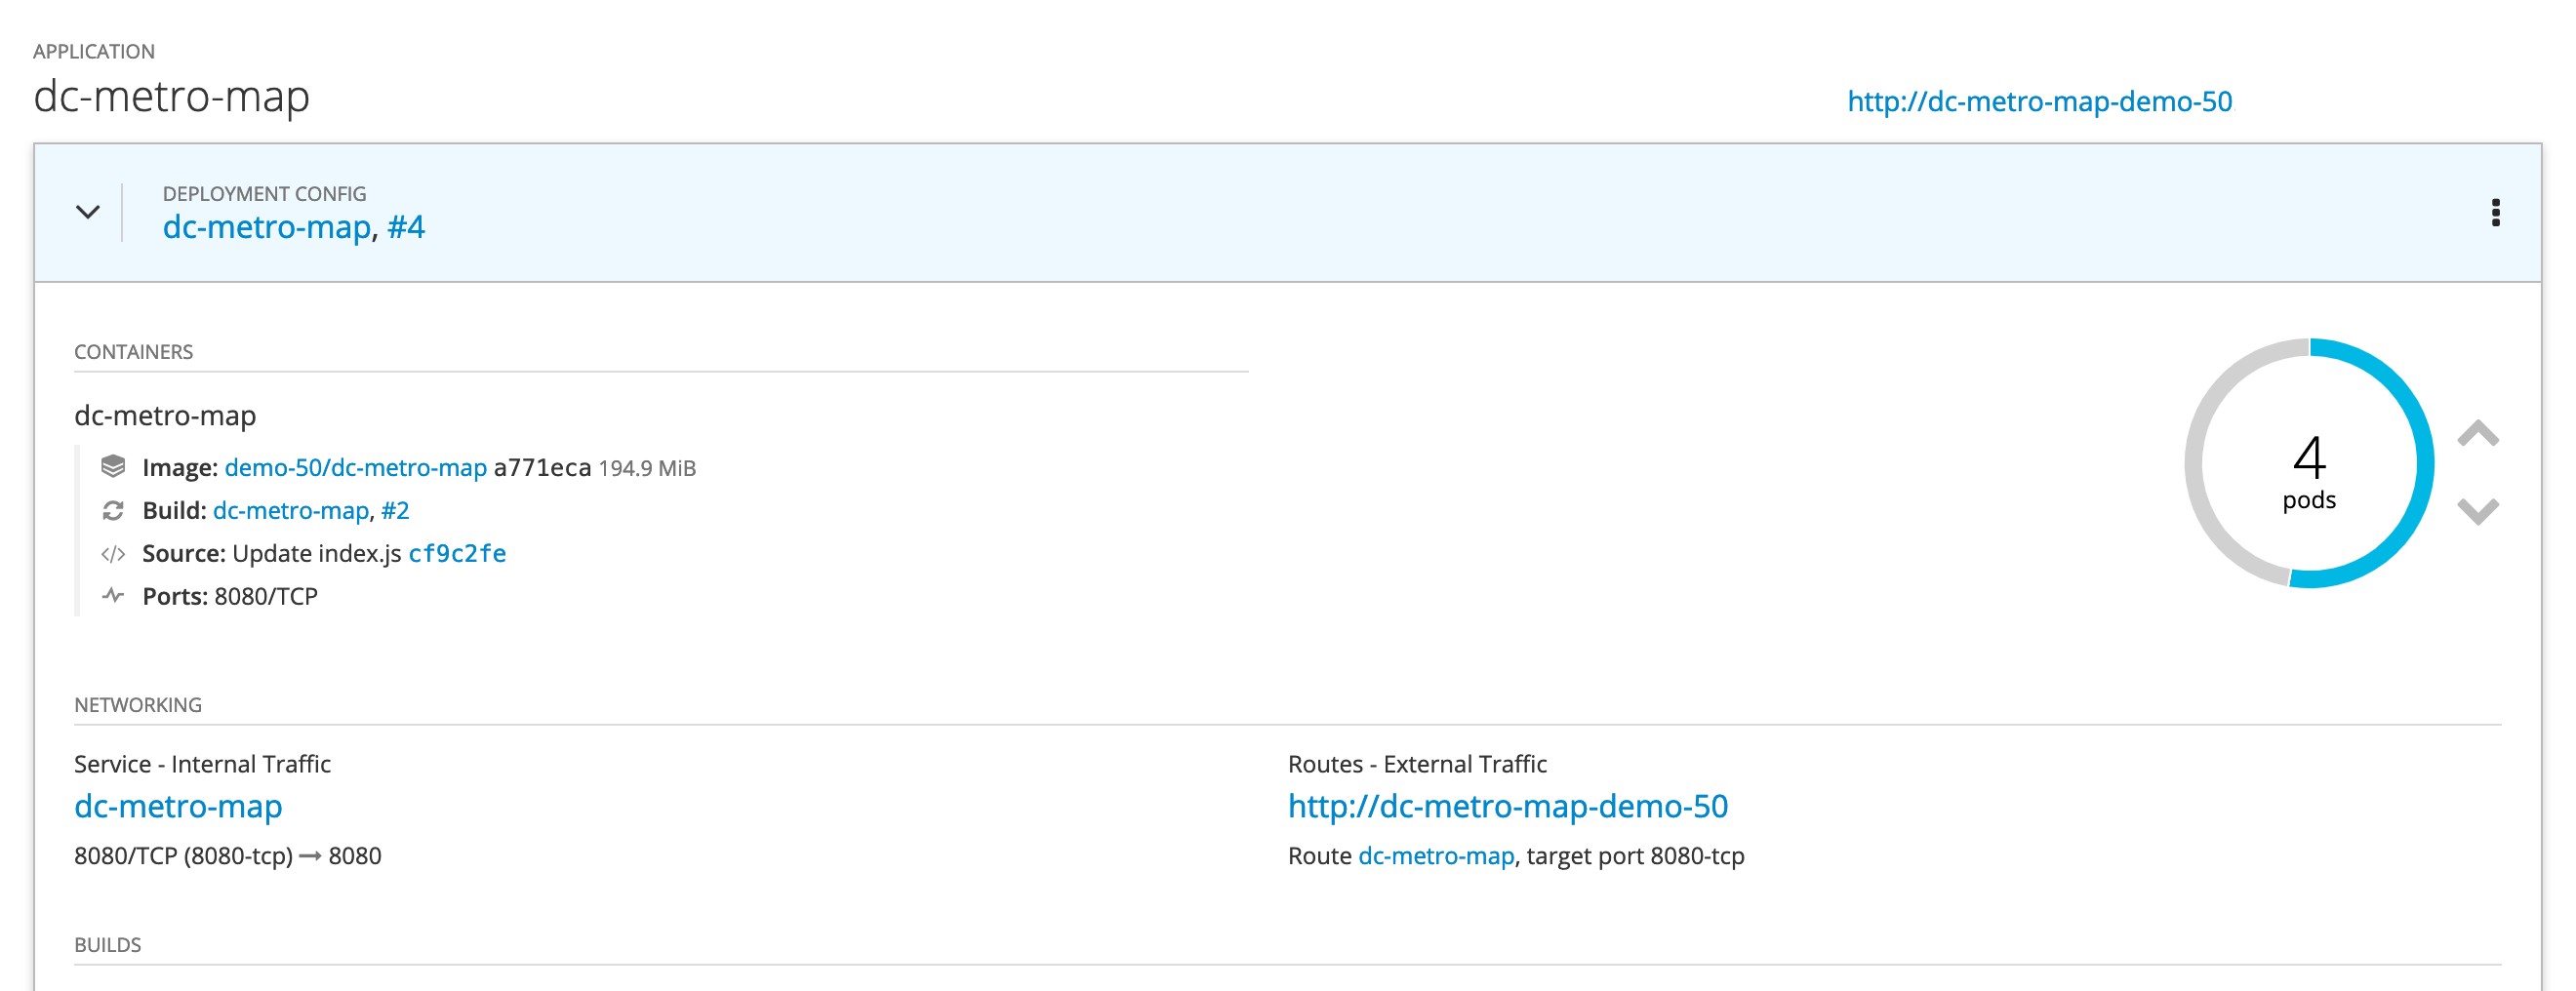 APPLICATION
dc-metro-map
http://dc-metro-map-demo-50
DEPLOYMENT CONFIG
dc-metro-map, #4
CONTAINERS
dc-metro-map
Image: demo-50/dc-metro-map a771eca 194.9 MiB
Build: dc-metro-map, #2
Source: Update index.js cf9c2fe
Ports: 8080/TCP
4
pods
NETWORKING
Service - Internal Traffic
dc-metro-map
8080/TCP (8080-tcp) → 8080
Routes - External Traffic
http://dc-metro-map-demo-50
Route dc-metro-map, target port 8080-tcp
BUILDS